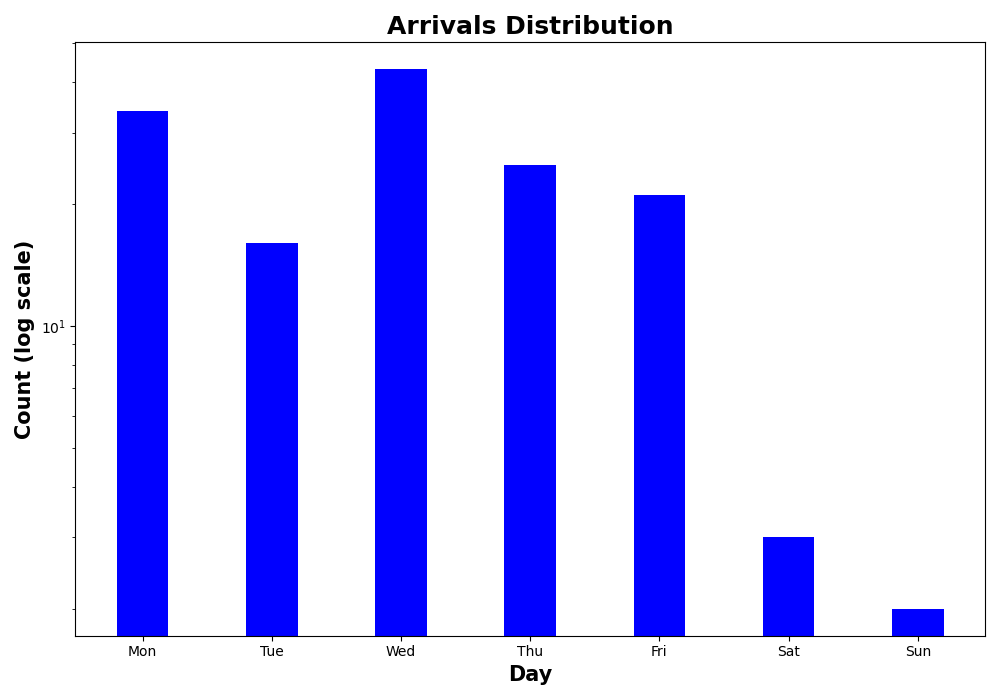 Arrivals Distribution
Count (log scale)
10¹
Mon Tue Wed Thu Fri Sat Sun
Day